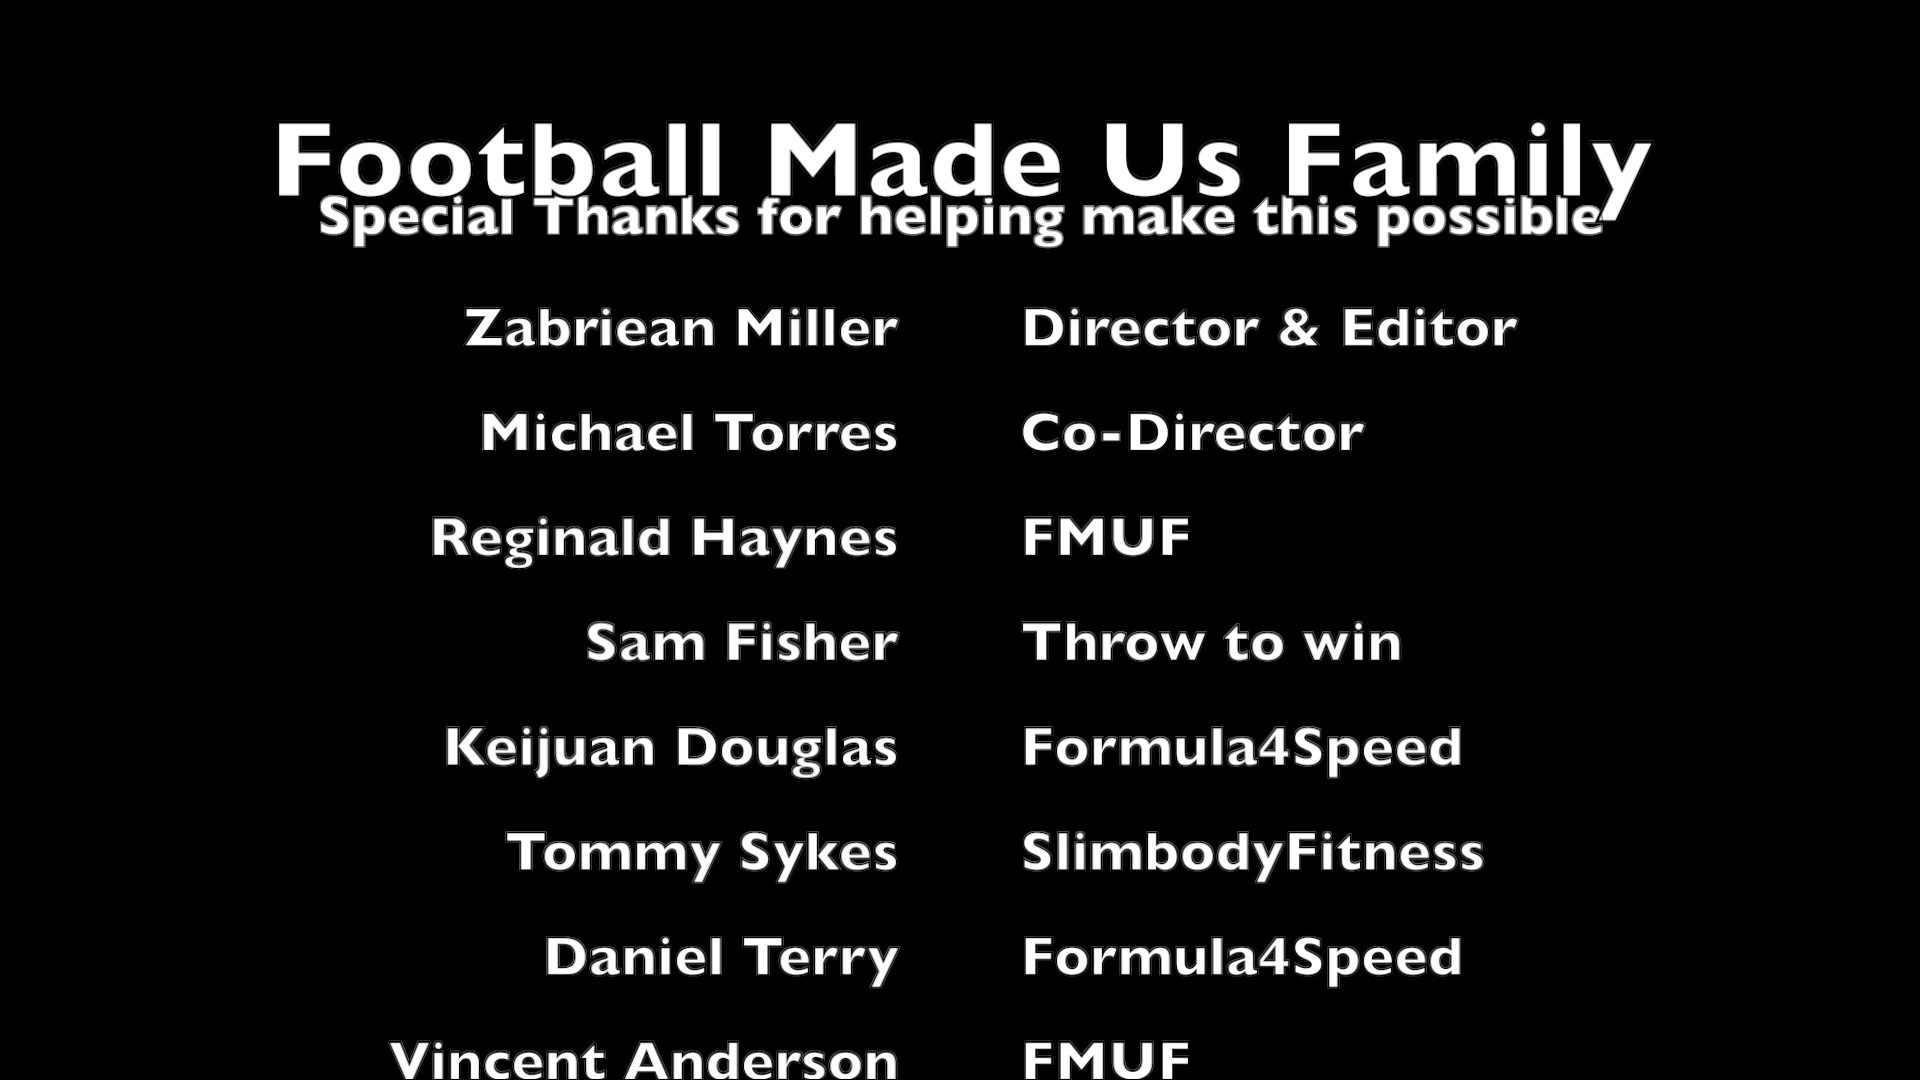 Football Made Us Family
Special Thanks for helping make this possible
Zabriean Miller Director & Editor
Michael Torres Co-Director
Reginald Haynes FMUF
Sam Fisher Throw to win
Keijuan Douglas Formula4Speed
Tommy Sykes SlimbodyFitness
Daniel Terry Formula4Speed
Vincent Anderson FMUF